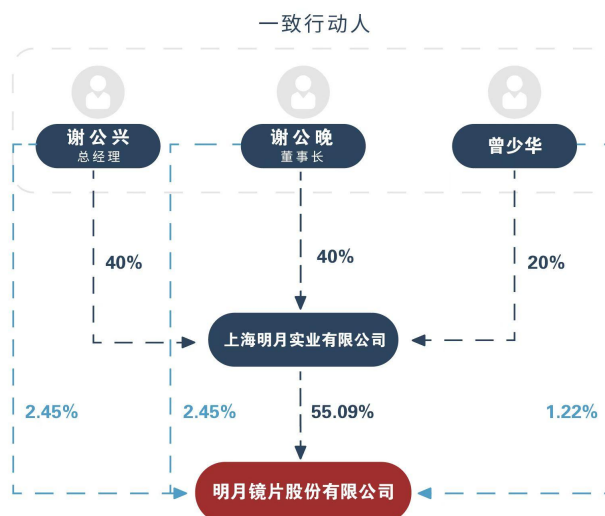 一致行动人
谢公兴
总经理
谢公晚
董事长
曾少华
40%
40%
20%
上海明月实业有限公司
2.45%
2.45%
55.09%
1.22%
明月镜片股份有限公司